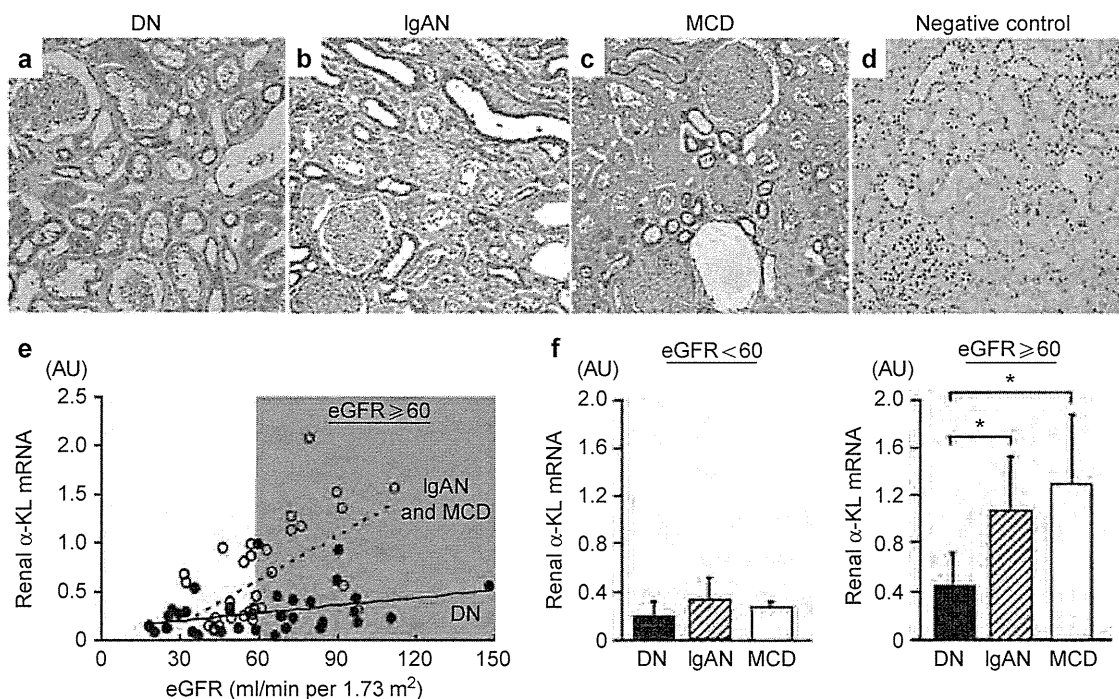 DN IgAN MCD Negative control
a b c d
e
(AU)
Renal α-KL mRNA
2.5
2.0
1.5
1.0
0.5
0
eGFR≥60
IgAN
and MCD
DN
0 30 60 90 120 150
eGFR (ml/min per 1.73 m²)
f
eGFR<60
(AU)
Renal α-KL mRNA
2.0
1.6
1.2
0.8
0.4
0
DN IgAN MCD
eGFR≥60
(AU)
Renal α-KL mRNA
2.0
1.6
1.2
0.8
0.4
0
*
*
DN IgAN MCD